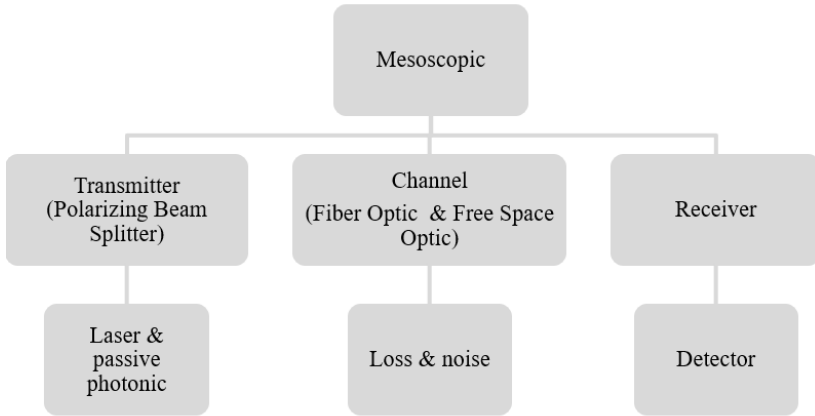 Mesoscopic
Transmitter
(Polarizing Beam
Splitter)
Channel
(Fiber Optic & Free Space
Optic)
Receiver
Laser &
passive
photonic
Loss & noise
Detector